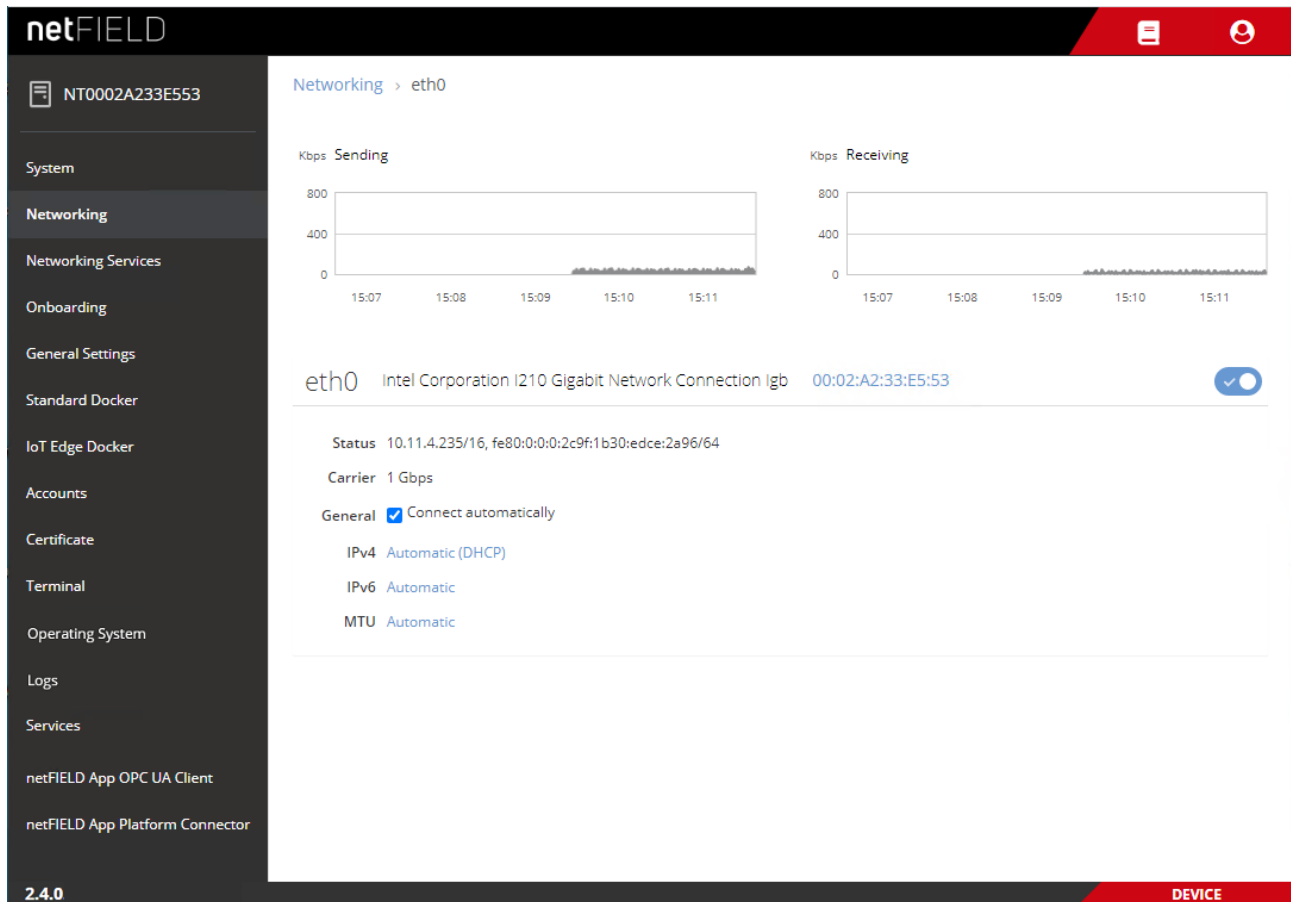 netFIELD
NT0002A233E553
System
Networking
Networking Services
Onboarding
General Settings
Standard Docker
IoT Edge Docker
Accounts
Certificate
Terminal
Operating System
Logs
Services
netFIELD App OPC UA Client
netFIELD App Platform Connector
2.4.0
Networking › eth0
Kbps Sending
800
400
0
15:07 15:08 15:09 15:10 15:11
Kbps Receiving
800
400
0
15:07 15:08 15:09 15:10 15:11
eth0 Intel Corporation I210 Gigabit Network Connection Igb 00:02:A2:33:E5:53
Status 10.11.4.235/16, fe80:0:0:0:2c9f:1b30:edce:2a96/64
Carrier 1 Gbps
General Connect automatically
IPv4 Automatic (DHCP)
IPv6 Automatic
MTU Automatic
DEVICE